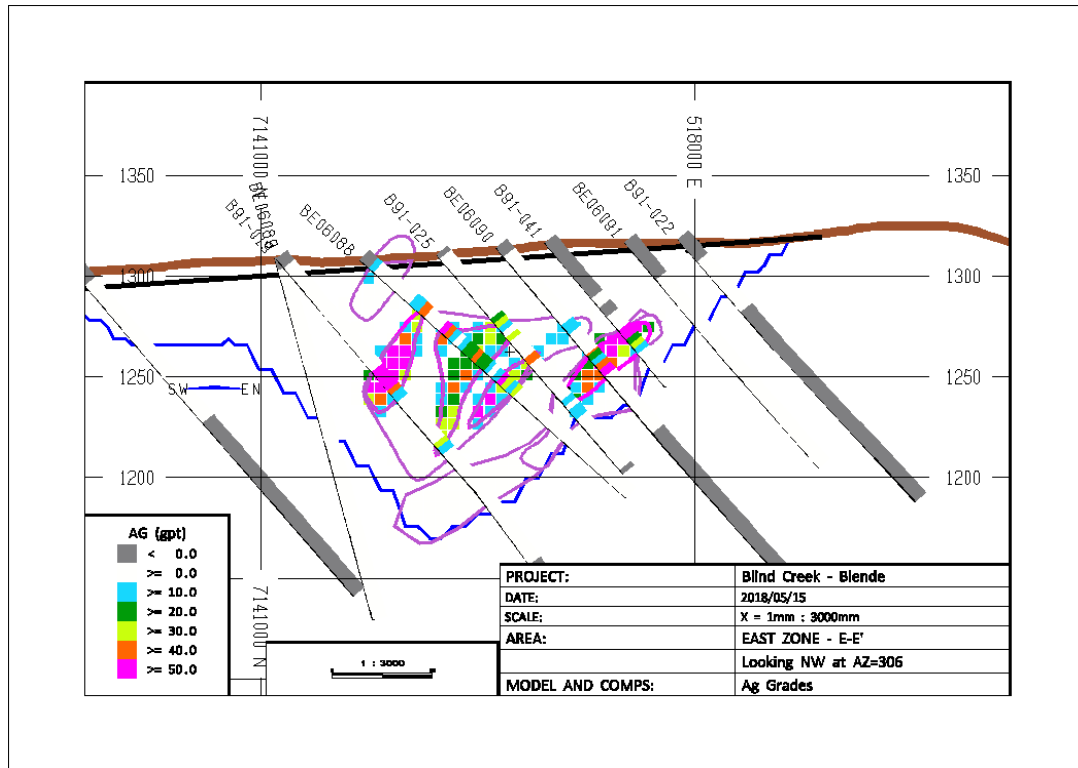 7141000 N
518000 E
1350
1350
BE06089
B91-019
BE06088
B91-025
BE06090
B91-041
BE06091
B91-022
1300
1300
1250
1250
SW
EN
1200
1200
AG (gpt)
< 0.0
>= 0.0
>= 10.0
>= 20.0
>= 30.0
>= 40.0
>= 50.0
7141000 N
1 : 3000
PROJECT: Blind Creek - Blende
DATE: 2018/05/15
SCALE: X = 1mm : 3000mm
AREA: EAST ZONE - E-E'
Looking NW at AZ=306
MODEL AND COMPS: Ag Grades